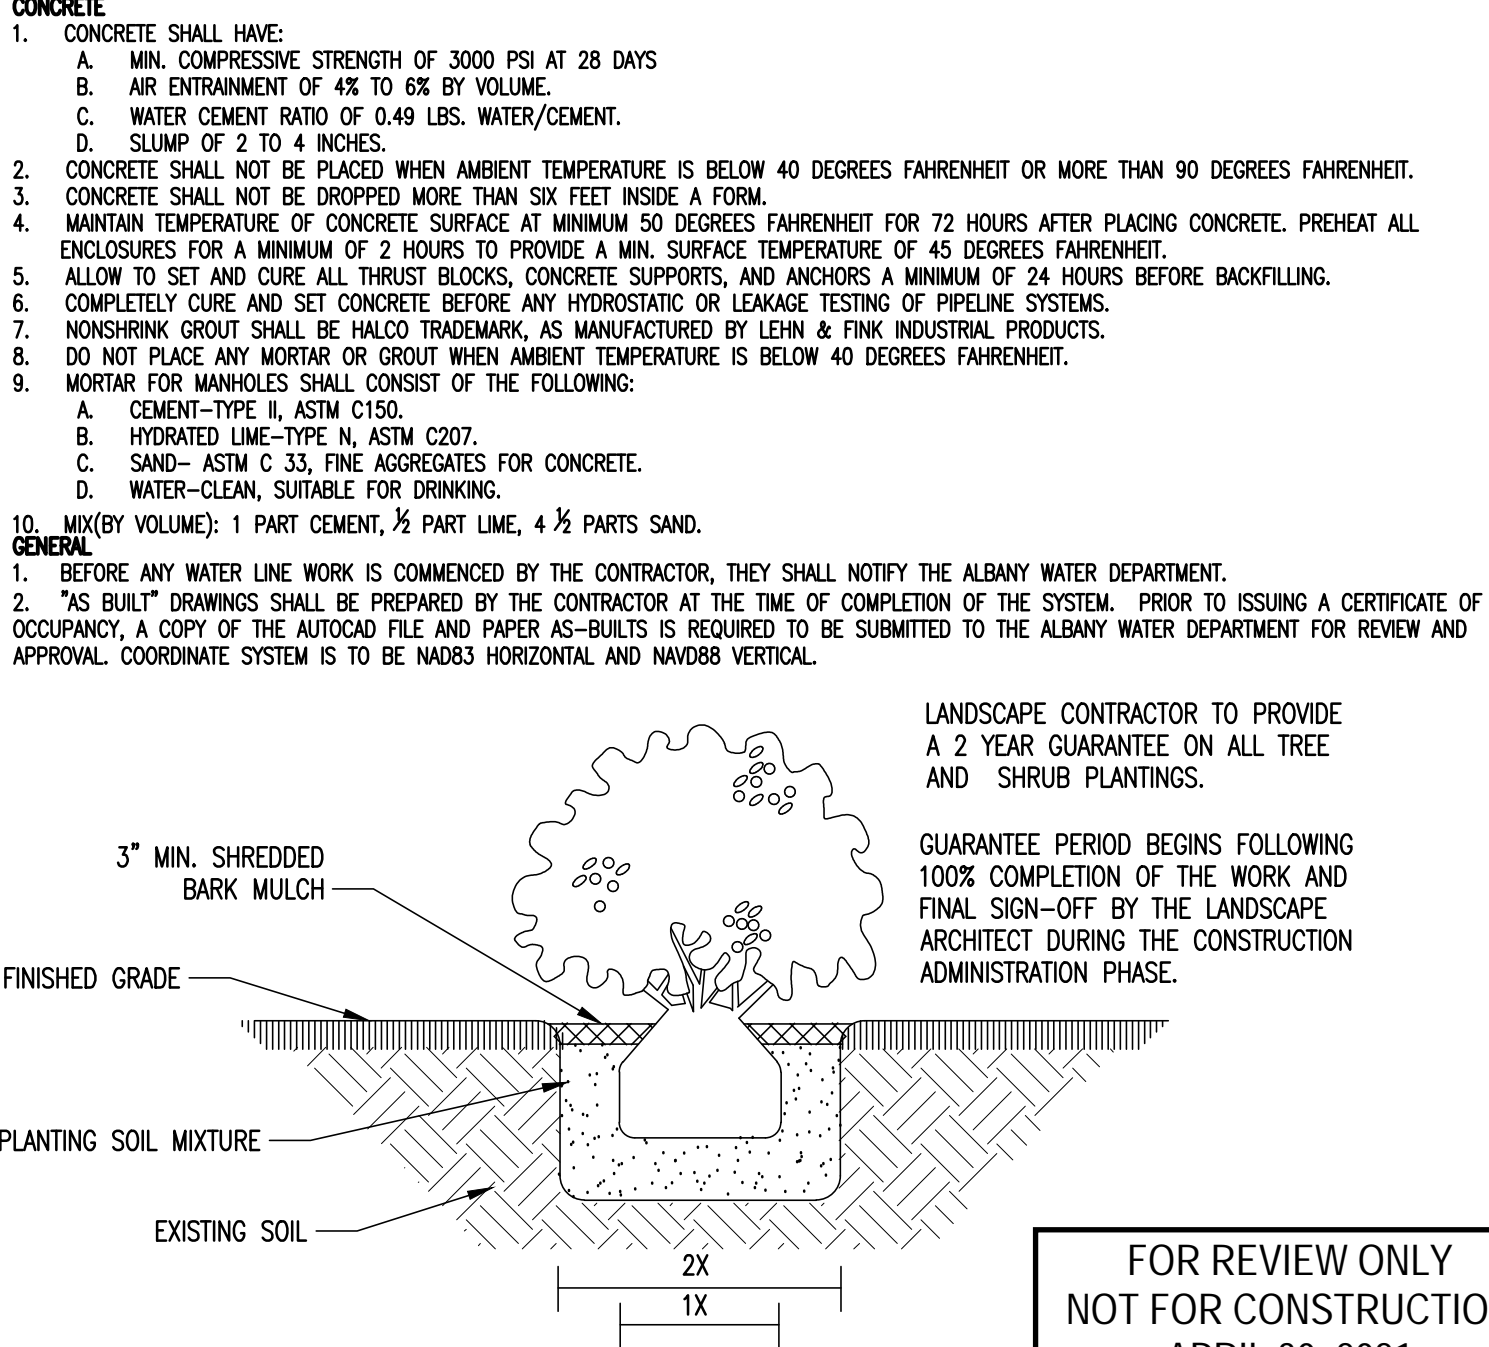 CONCRETE
1. CONCRETE SHALL HAVE:
A. MIN. COMPRESSIVE STRENGTH OF 3000 PSI AT 28 DAYS
B. AIR ENTRAINMENT OF 4% TO 6% BY VOLUME.
C. WATER CEMENT RATIO OF 0.49 LBS. WATER/CEMENT.
D. SLUMP OF 2 TO 4 INCHES.
2. CONCRETE SHALL NOT BE PLACED WHEN AMBIENT TEMPERATURE IS BELOW 40 DEGREES FAHRENHEIT OR MORE THAN 90 DEGREES FAHRENHEIT.
3. CONCRETE SHALL NOT BE DROPPED MORE THAN SIX FEET INSIDE A FORM.
4. MAINTAIN TEMPERATURE OF CONCRETE SURFACE AT MINIMUM 50 DEGREES FAHRENHEIT FOR 72 HOURS AFTER PLACING CONCRETE. PREHEAT ALL
ENCLOSURES FOR A MINIMUM OF 2 HOURS TO PROVIDE A MIN. SURFACE TEMPERATURE OF 45 DEGREES FAHRENHEIT.
5. ALLOW TO SET AND CURE ALL THRUST BLOCKS, CONCRETE SUPPORTS, AND ANCHORS A MINIMUM OF 24 HOURS BEFORE BACKFILLING.
6. COMPLETELY CURE AND SET CONCRETE BEFORE ANY HYDROSTATIC OR LEAKAGE TESTING OF PIPELINE SYSTEMS.
7. NONSHRINK GROUT SHALL BE HALCO TRADEMARK, AS MANUFACTURED BY LEHN & FINK INDUSTRIAL PRODUCTS.
8. DO NOT PLACE ANY MORTAR OR GROUT WHEN AMBIENT TEMPERATURE IS BELOW 40 DEGREES FAHRENHEIT.
9. MORTAR FOR MANHOLES SHALL CONSIST OF THE FOLLOWING:
A. CEMENT-TYPE II, ASTM C150.
B. HYDRATED LIME-TYPE N, ASTM C207.
C. SAND- ASTM C 33, FINE AGGREGATES FOR CONCRETE.
D. WATER-CLEAN, SUITABLE FOR DRINKING.
10. MIX(BY VOLUME): 1 PART CEMENT, ½ PART LIME, 4 ½ PARTS SAND.
GENERAL
1. BEFORE ANY WATER LINE WORK IS COMMENCED BY THE CONTRACTOR, THEY SHALL NOTIFY THE ALBANY WATER DEPARTMENT.
2. "AS BUILT" DRAWINGS SHALL BE PREPARED BY THE CONTRACTOR AT THE TIME OF COMPLETION OF THE SYSTEM. PRIOR TO ISSUING A CERTIFICATE OF
OCCUPANCY, A COPY OF THE AUTOCAD FILE AND PAPER AS-BUILTS IS REQUIRED TO BE SUBMITTED TO THE ALBANY WATER DEPARTMENT FOR REVIEW AND
APPROVAL. COORDINATE SYSTEM IS TO BE NAD83 HORIZONTAL AND NAVD88 VERTICAL.
LANDSCAPE CONTRACTOR TO PROVIDE
A 2 YEAR GUARANTEE ON ALL TREE
AND SHRUB PLANTINGS.
GUARANTEE PERIOD BEGINS FOLLOWING
100% COMPLETION OF THE WORK AND
FINAL SIGN-OFF BY THE LANDSCAPE
ARCHITECT DURING THE CONSTRUCTION
ADMINISTRATION PHASE.
3" MIN. SHREDDED
BARK MULCH
FINISHED GRADE
PLANTING SOIL MIXTURE
EXISTING SOIL
2X
1X
FOR REVIEW ONLY
NOT FOR CONSTRUCTIO